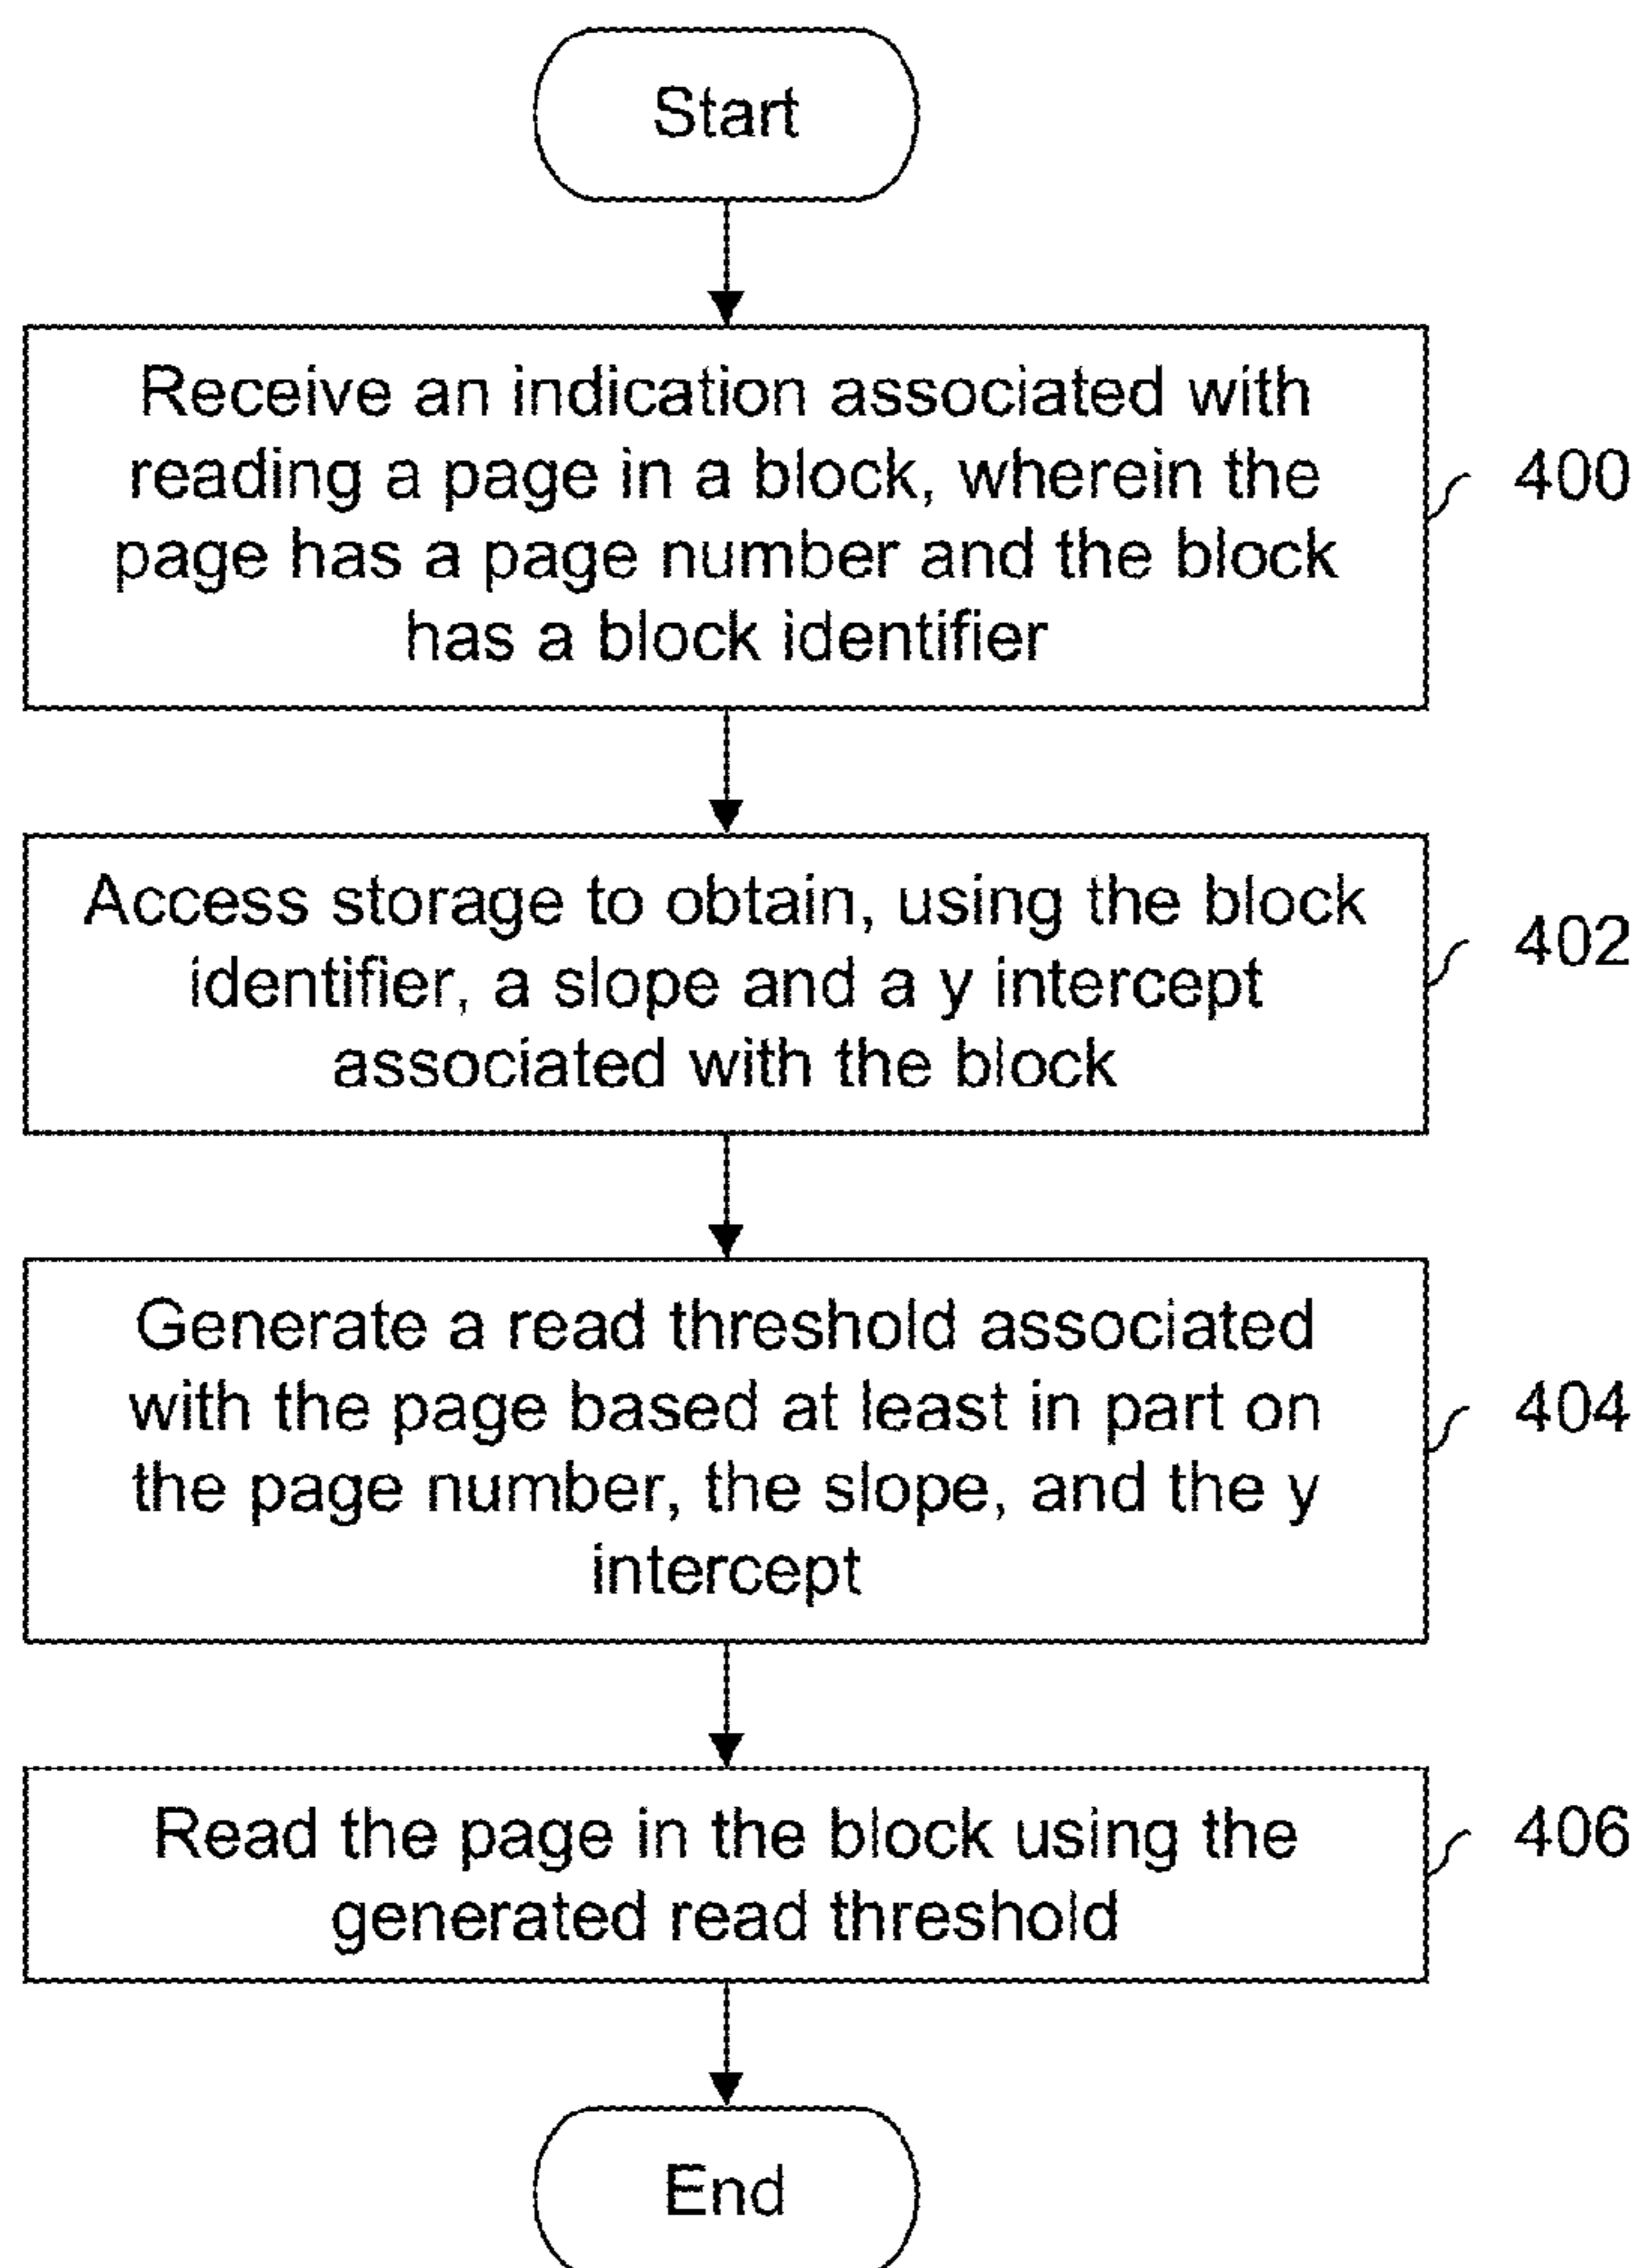 Start
Receive an indication associated with
reading a page in a block, wherein the
page has a page number and the block
has a block identifier
400
Access storage to obtain, using the block
identifier, a slope and a y intercept
associated with the block
402
Generate a read threshold associated
with the page based at least in part on
the page number, the slope, and the y
intercept
404
Read the page in the block using the
generated read threshold
406
End